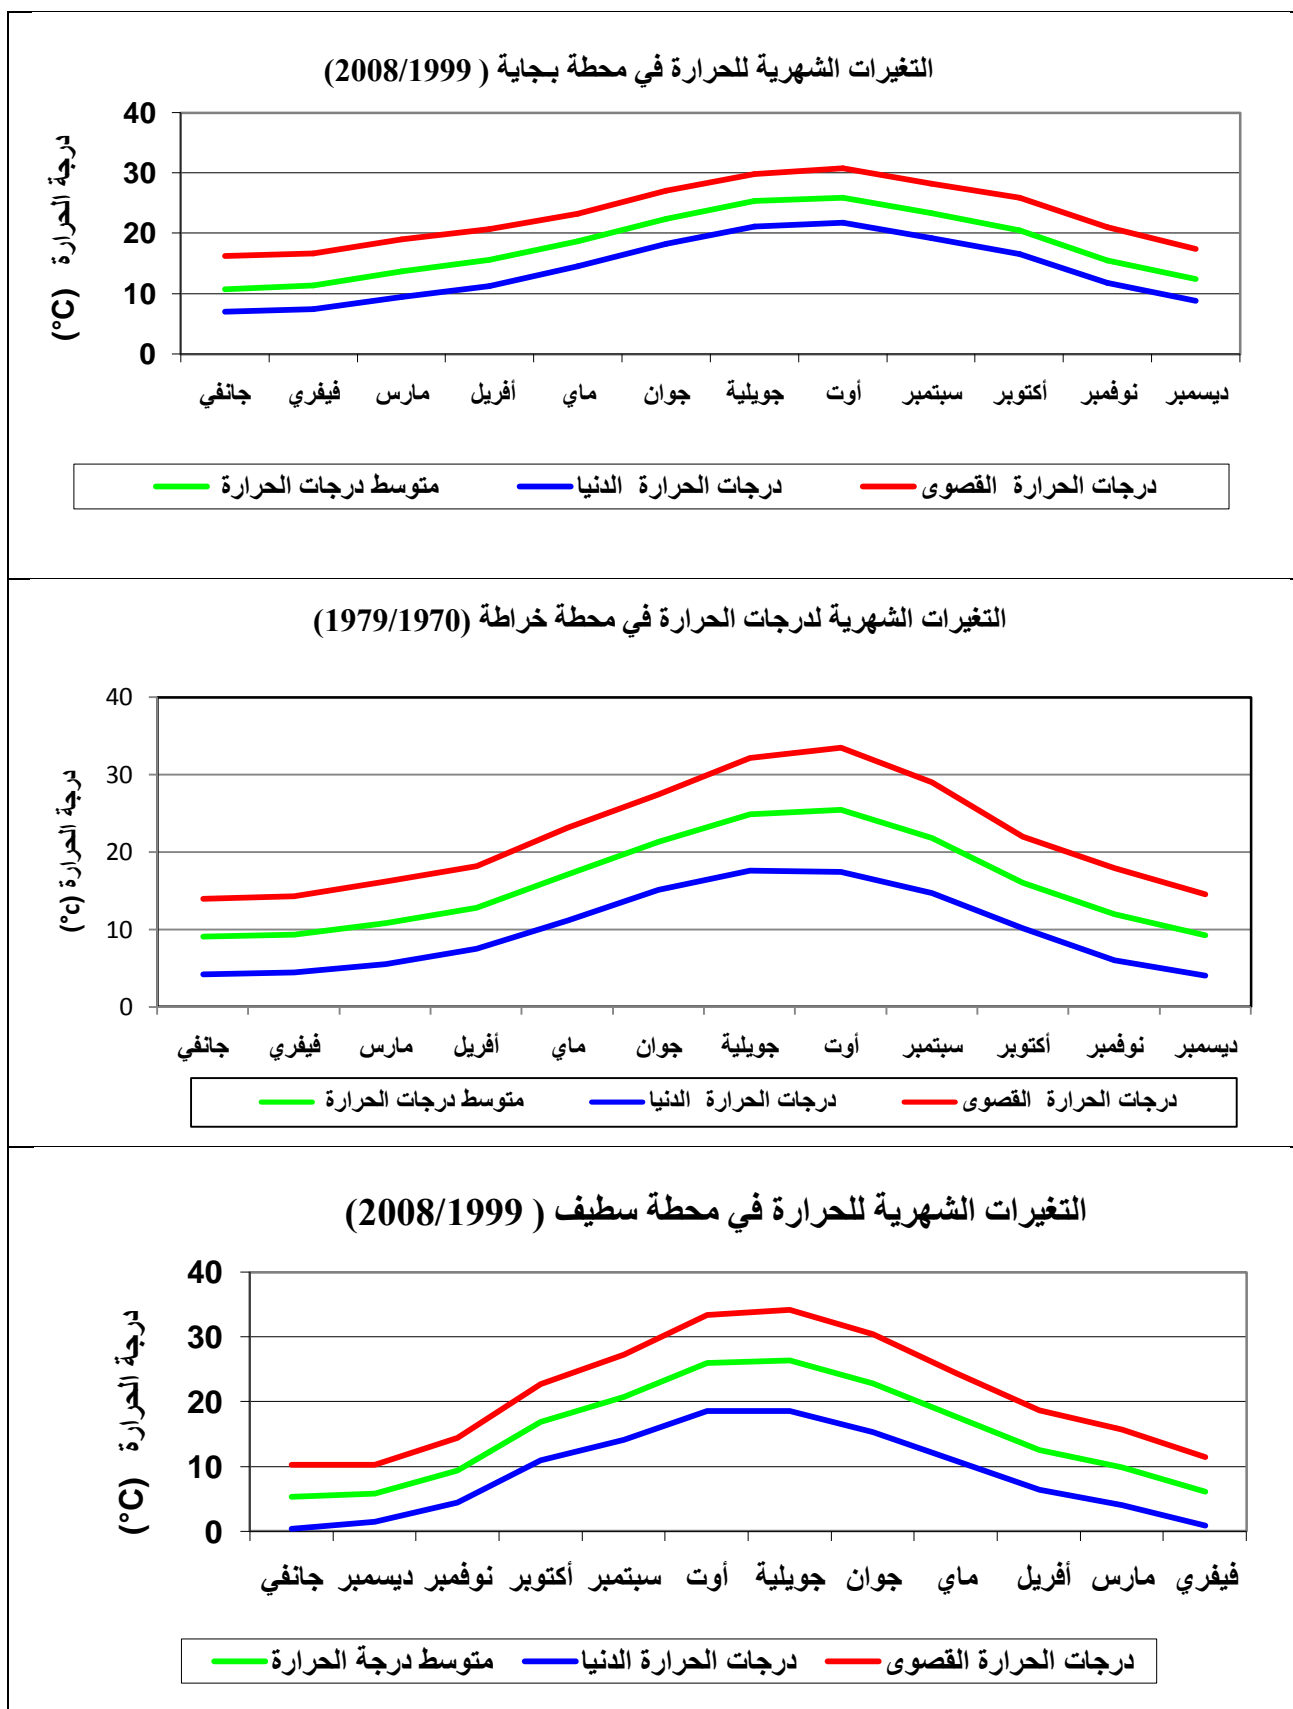 التغيرات الشهرية للحرارة في محطة بجاية ( 2008/1999)
درجة الحرارة (°C)
40
30
20
10
0
جانفي فيفري مارس أفريل ماي جوان جويلية أوت سبتمبر أكتوبر نوفمبر ديسمبر
متوسط درجات الحرارة درجات الحرارة الدنيا درجات الحرارة القصوى
التغيرات الشهرية لدرجات الحرارة في محطة خراطة (1979/1970)
درجة الحرارة (°c)
40
30
20
10
0
جانفي فيفري مارس أفريل ماي جوان جويلية أوت سبتمبر أكتوبر نوفمبر ديسمبر
متوسط درجات الحرارة درجات الحرارة الدنيا درجات الحرارة القصوى
التغيرات الشهرية للحرارة في محطة سطيف ( 2008/1999)
درجة الحرارة (°C)
40
30
20
10
0
جانفي ديسمبر نوفمبر أكتوبر سبتمبر أوت جويلية جوان ماي أفريل مارس فيفري
متوسط درجة الحرارة درجات الحرارة الدنيا درجات الحرارة القصوى